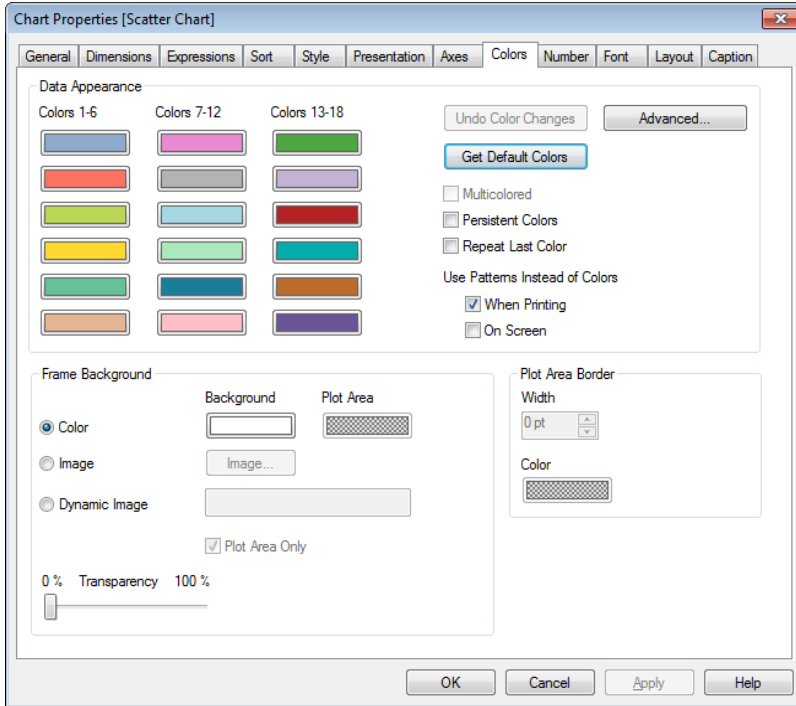 Chart Properties [Scatter Chart]
General Dimensions Expressions Sort Style Presentation Axes Colors Number Font Layout Caption
Data Appearance
Colors 1-6 Colors 7-12 Colors 13-18
Undo Color Changes Advanced...
Get Default Colors
Multicolored
Persistent Colors
Repeat Last Color
Use Patterns Instead of Colors
When Printing
On Screen
Frame Background
Background Plot Area
Color
Image Image...
Dynamic Image
Plot Area Only
0 % Transparency 100 %
Plot Area Border
Width
0 pt
Color
OK Cancel Apply Help